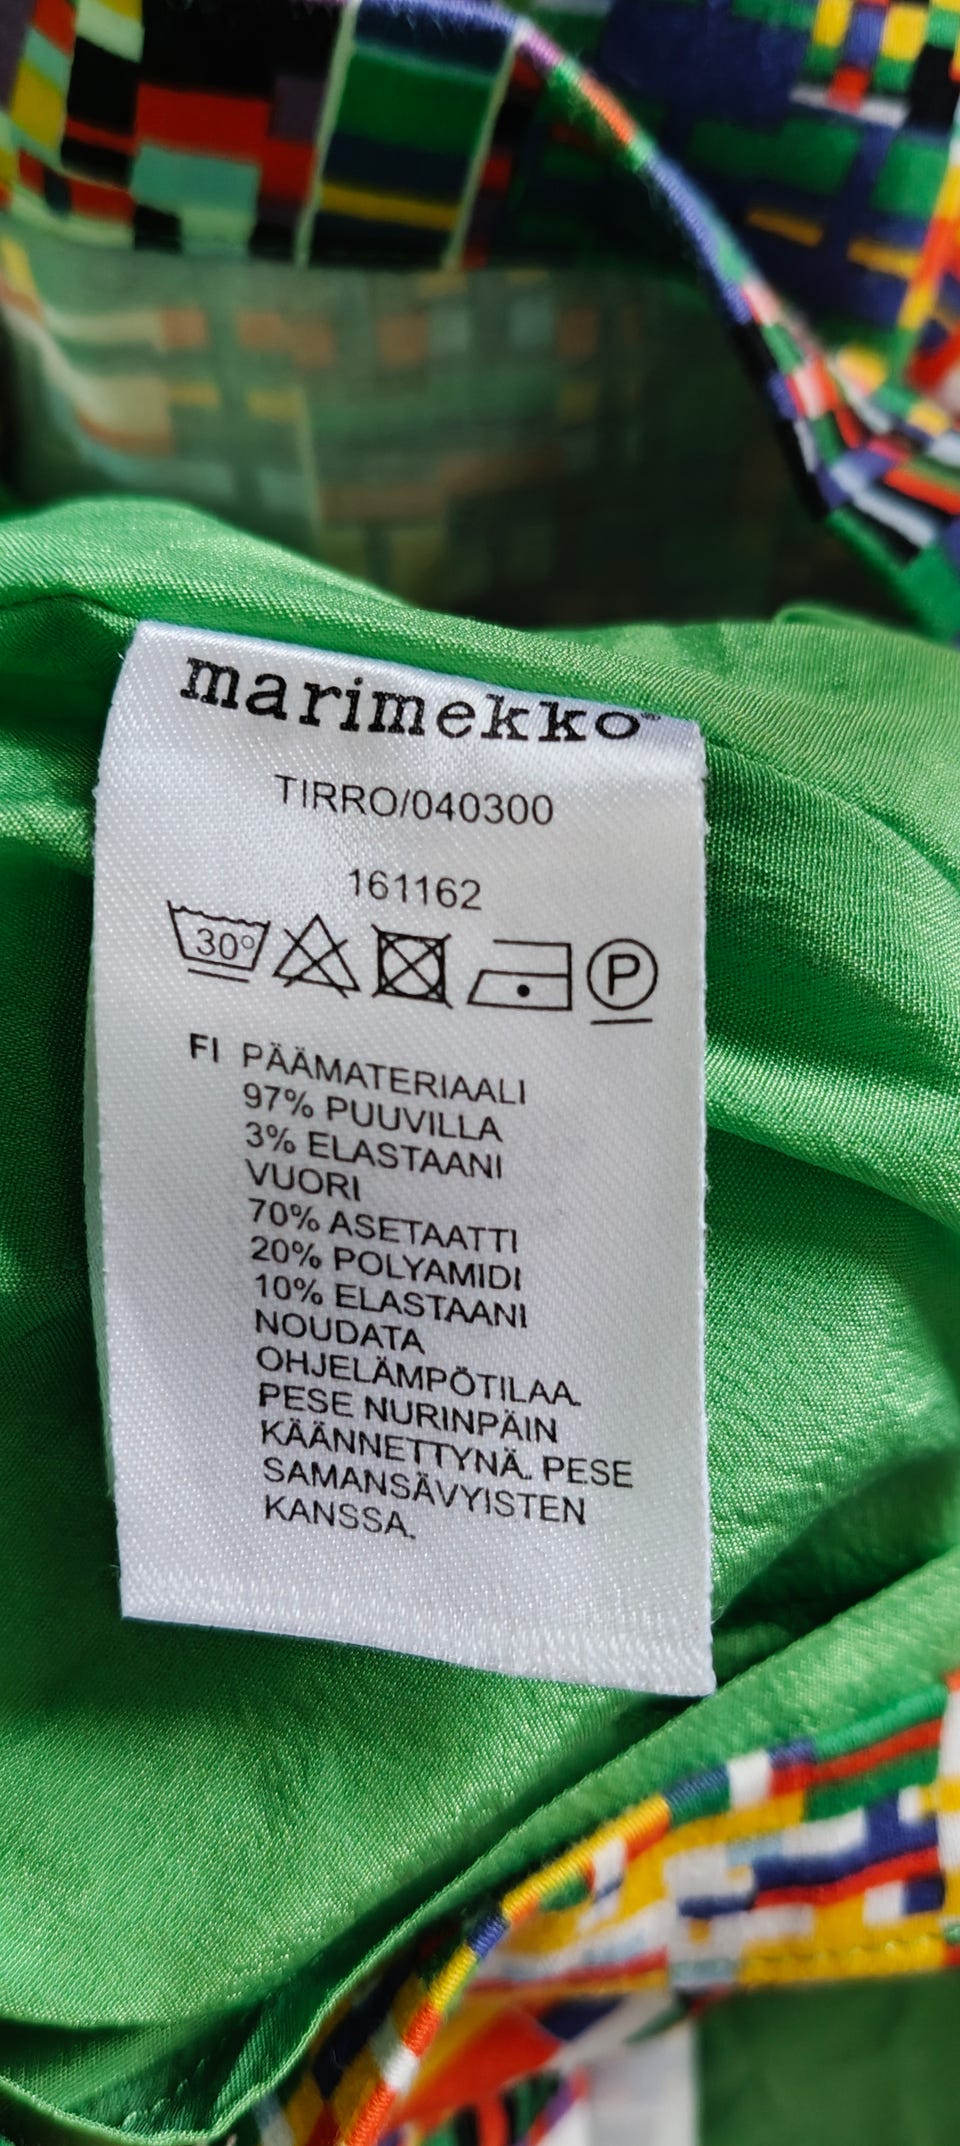 marimekko®
TIRRO/040300
161162
30°
P
FI PÄÄMATERIAALI
97% PUUVILLA
3% ELASTAANI
VUORI
70% ASETAATTI
20% POLYAMIDI
10% ELASTAANI
NOUDATA
OHJELÄMPÖTILAA.
PESE NURINPÄIN
KÄÄNNETTYNÄ. PESE
SAMANSÄVYISTEN
KANSSA.